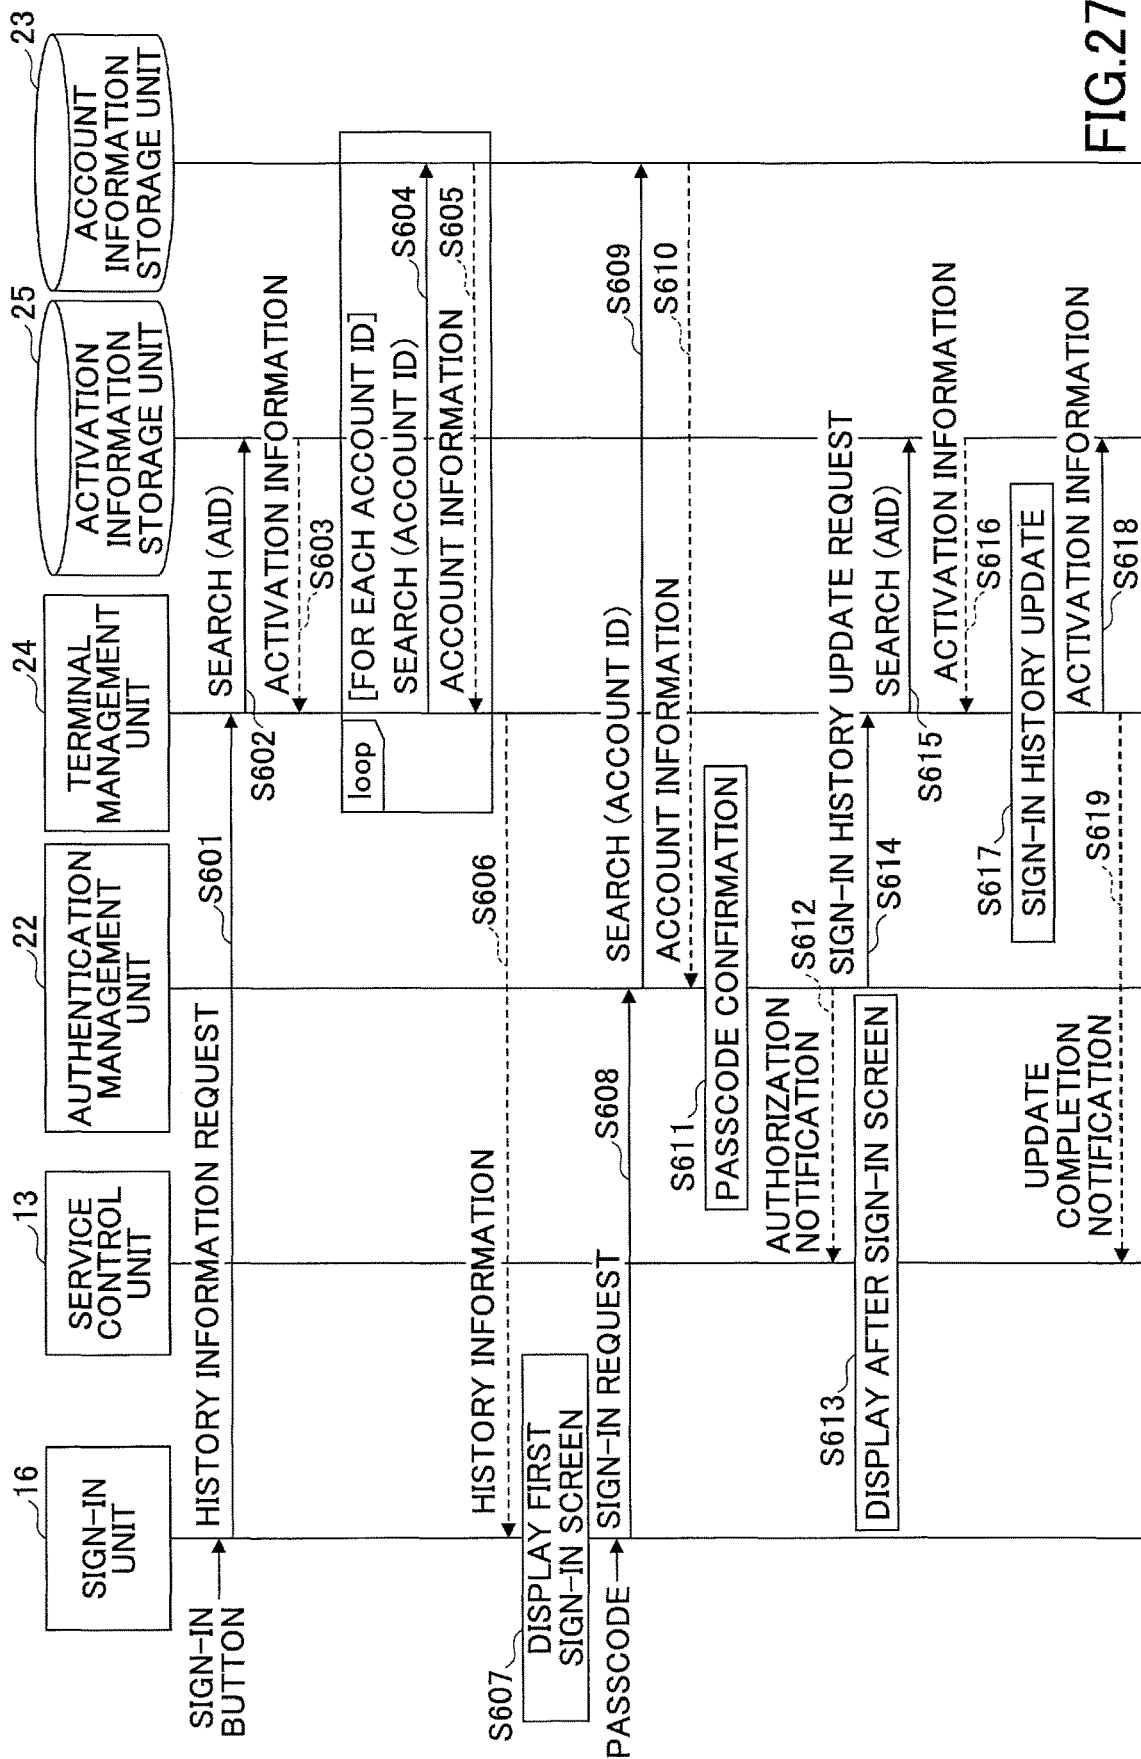 FIG.27
16
SIGN-IN
UNIT
13
SERVICE
CONTROL
UNIT
22
AUTHENTICATION
MANAGEMENT
UNIT
24
TERMINAL
MANAGEMENT
UNIT
25
ACTIVATION
INFORMATION
STORAGE UNIT
23
ACCOUNT
INFORMATION
STORAGE UNIT
SIGN-IN
BUTTON
HISTORY INFORMATION REQUEST
S601
SEARCH (AID)
S602
ACTIVATION INFORMATION
S603
loop
[FOR EACH ACCOUNT ID]
SEARCH (ACCOUNT ID)
S604
ACCOUNT INFORMATION
S605
HISTORY INFORMATION
S606
S607
DISPLAY FIRST
SIGN-IN SCREEN
PASSCODE
SIGN-IN REQUEST
S608
SEARCH (ACCOUNT ID)
S609
ACCOUNT INFORMATION
S610
S611
PASSCODE CONFIRMATION
AUTHORIZATION
NOTIFICATION
S612
S613
DISPLAY AFTER SIGN-IN SCREEN
SIGN-IN HISTORY UPDATE REQUEST
S614
SEARCH (AID)
S615
ACTIVATION INFORMATION
S616
S617
SIGN-IN HISTORY UPDATE
ACTIVATION INFORMATION
S618
UPDATE
COMPLETION
NOTIFICATION
S619